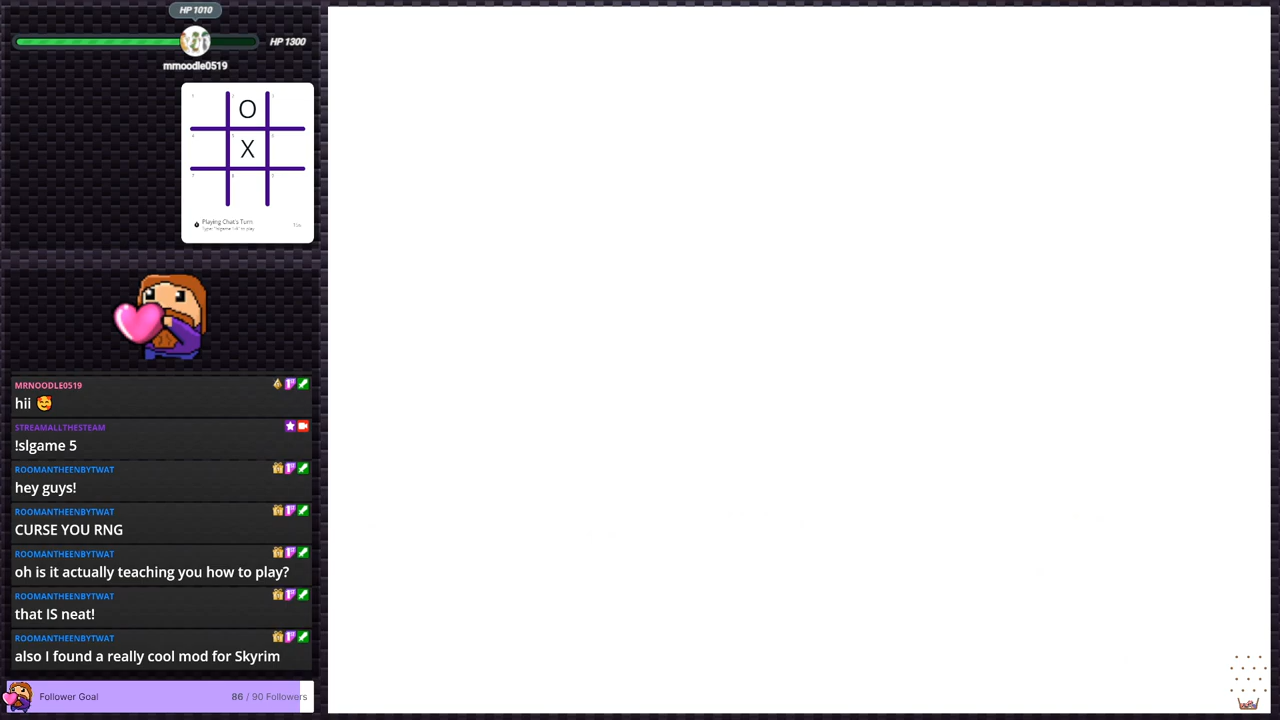 HP 1010
HP 1300
mmoodle0519
O
X
Playing Chat's Turn
MRNOODLE0519
hii 🥰
STREAMALLTHESTEAM
!slgame 5
ROOMANTHEENBYTWAT
hey guys!
ROOMANTHEENBYTWAT
CURSE YOU RNG
ROOMANTHEENBYTWAT
oh is it actually teaching you how to play?
ROOMANTHEENBYTWAT
that IS neat!
ROOMANTHEENBYTWAT
also I found a really cool mod for Skyrim
Follower Goal 86 / 90 Followers